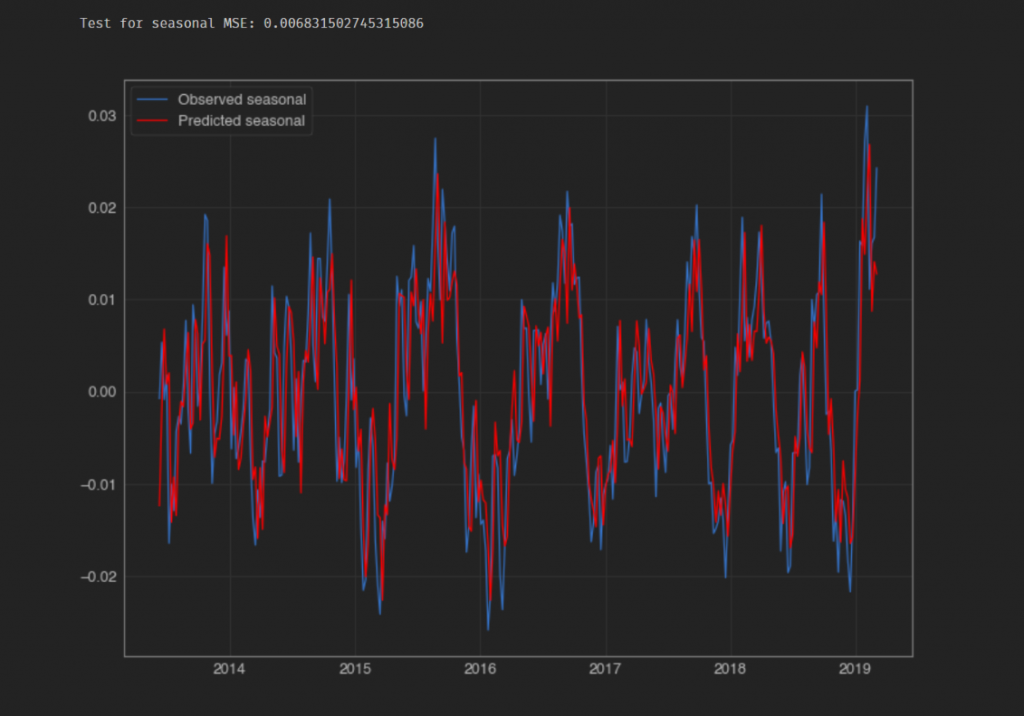 Test for seasonal MSE: 0.006831502745315086
Observed seasonal
Predicted seasonal
0.03
0.02
0.01
0.00
−0.01
−0.02
2014 2015 2016 2017 2018 2019